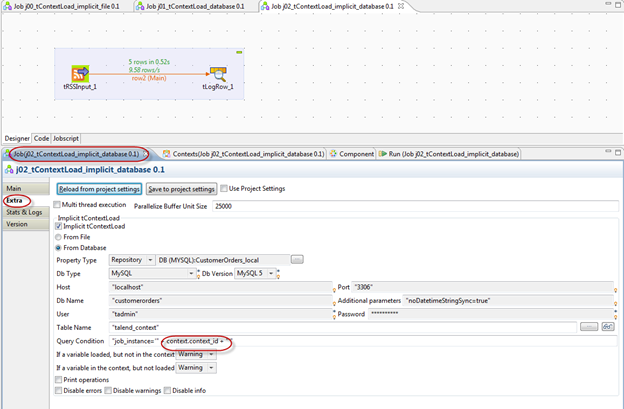 Job j00_tContextLoad_implicit_file 0.1 Job j01_tContextLoad_database 0.1 Job j02_tContextLoad_implicit_database 0.1
5 rows in 0.52s
9.58 rows/s
row2 (Main)
tRSSInput_1 tLogRow_1
Designer Code Jobscript
Job(j02_tContextLoad_implicit_database 0.1) Contexts(Job j02_tContextLoad_implicit_database 0.1) Component Run (Job j02_tContextLoad_implicit_database)
j02_tContextLoad_implicit_database 0.1
Main
Extra
Stats & Logs
Version
Reload from project settings Save to project settings Use Project Settings
Multi thread execution Parallelize Buffer Unit Size 25000
Implicit tContextLoad
Implicit tContextLoad
From File
From Database
Property Type Repository DB (MYSQL):CustomerOrders_local ...
Db Type MySQL Db Version MySQL 5
Host "localhost" Port "3306"
Db Name "customerorders" Additional parameters "noDatetimeStringSync=true"
User "tadmin" Password **********
Table Name "talend_context" ...
Query Condition "job_instance='" + context.context_id + "'"
If a variable loaded, but not in the context Warning
If a variable in the context, but not loaded Warning
Print operations
Disable errors Disable warnings Disable info